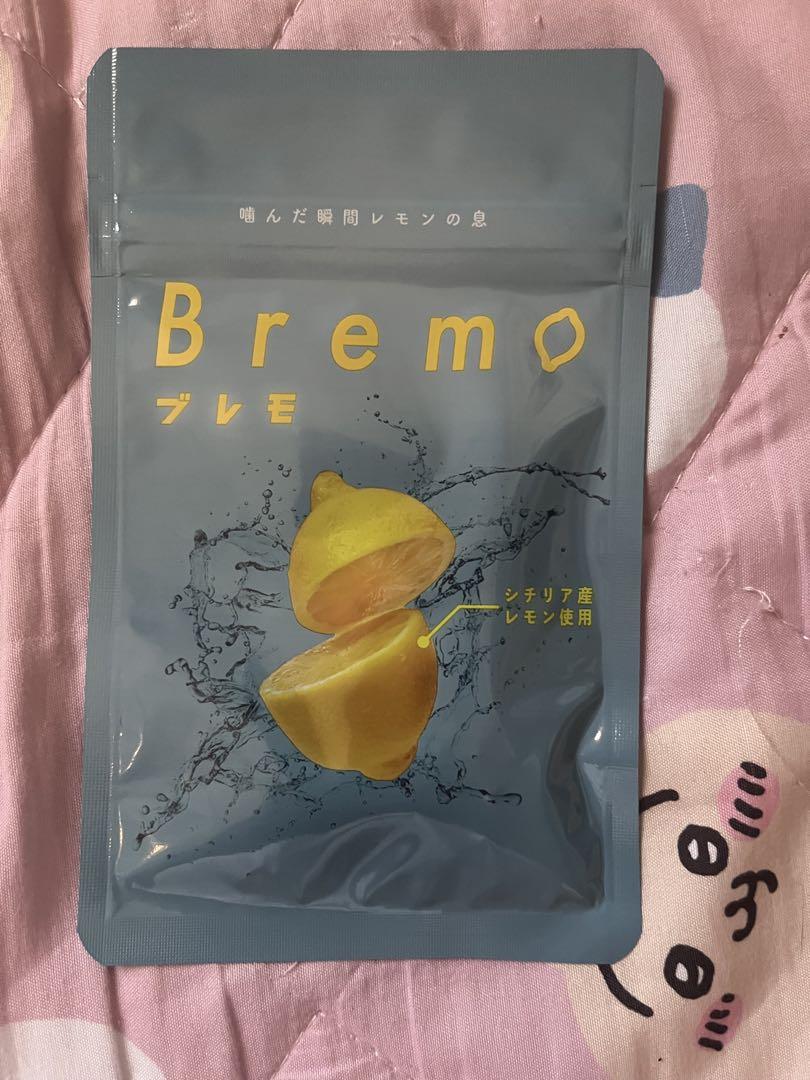 噛んだ瞬間レモンの息
Bremo
ブレモ
シチリア産
レモン使用